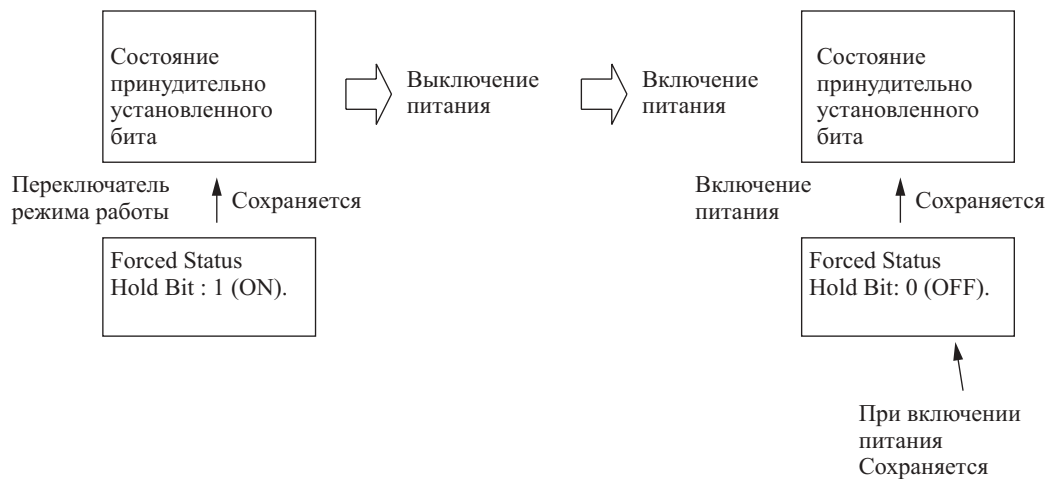 Состояние
принудительно
установленного
бита
Выключение
питания
Включение
питания
Состояние
принудительно
установленного
бита
Переключатель
режима работы
Сохраняется
Включение
питания
Сохраняется
Forced Status
Hold Bit : 1 (ON).
Forced Status
Hold Bit: 0 (OFF).
При включении
питания
Сохраняется